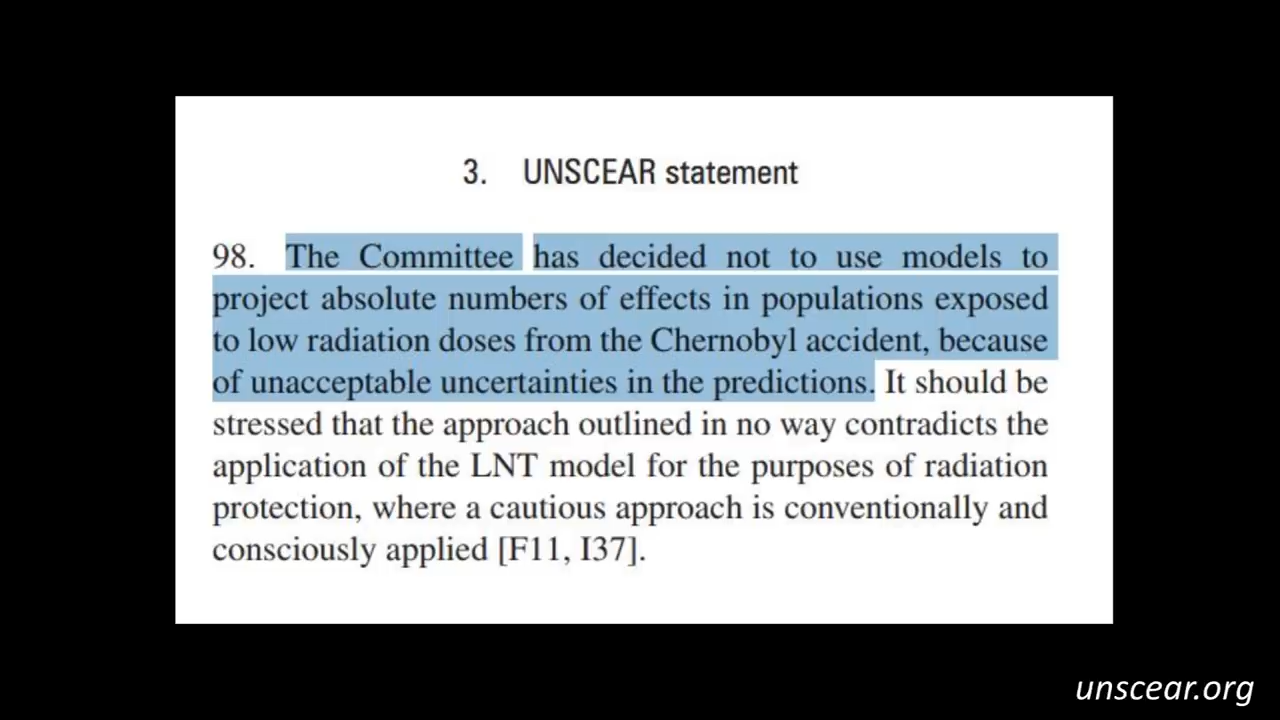 3. UNSCEAR statement
98. The Committee has decided not to use models to
project absolute numbers of effects in populations exposed
to low radiation doses from the Chernobyl accident, because
of unacceptable uncertainties in the predictions. It should be
stressed that the approach outlined in no way contradicts the
application of the LNT model for the purposes of radiation
protection, where a cautious approach is conventionally and
consciously applied [F11, I37].
unscear.org